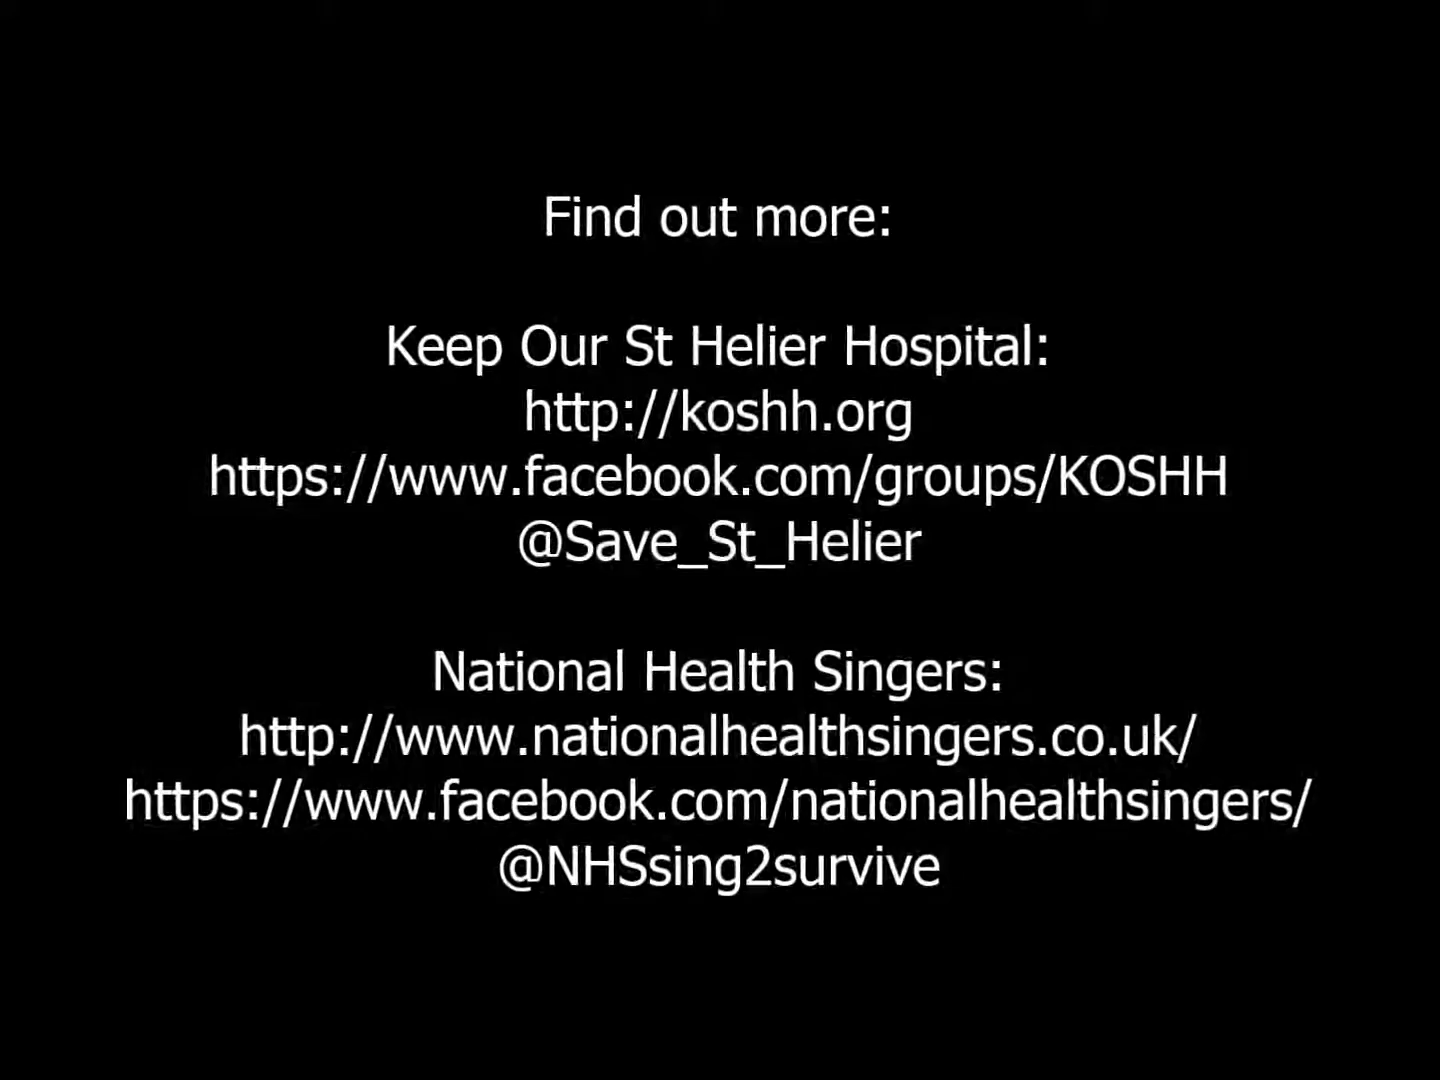 Find out more:
Keep Our St Helier Hospital:
http://koshh.org
https://www.facebook.com/groups/KOSHH
@Save_St_Helier
National Health Singers:
http://www.nationalhealthsingers.co.uk/
https://www.facebook.com/nationalhealthsingers/
@NHSsing2survive